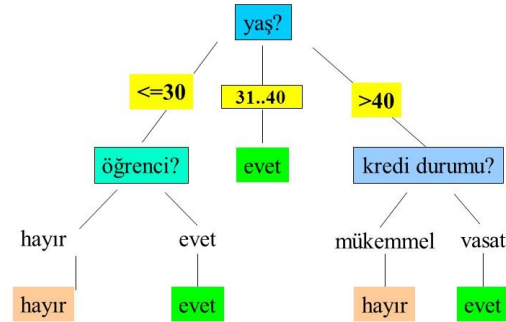 yaş?
<=30
31..40
>40
öğrenci?
evet
kredi durumu?
hayır
evet
mükemmel
vasat
hayır
evet
hayır
evet